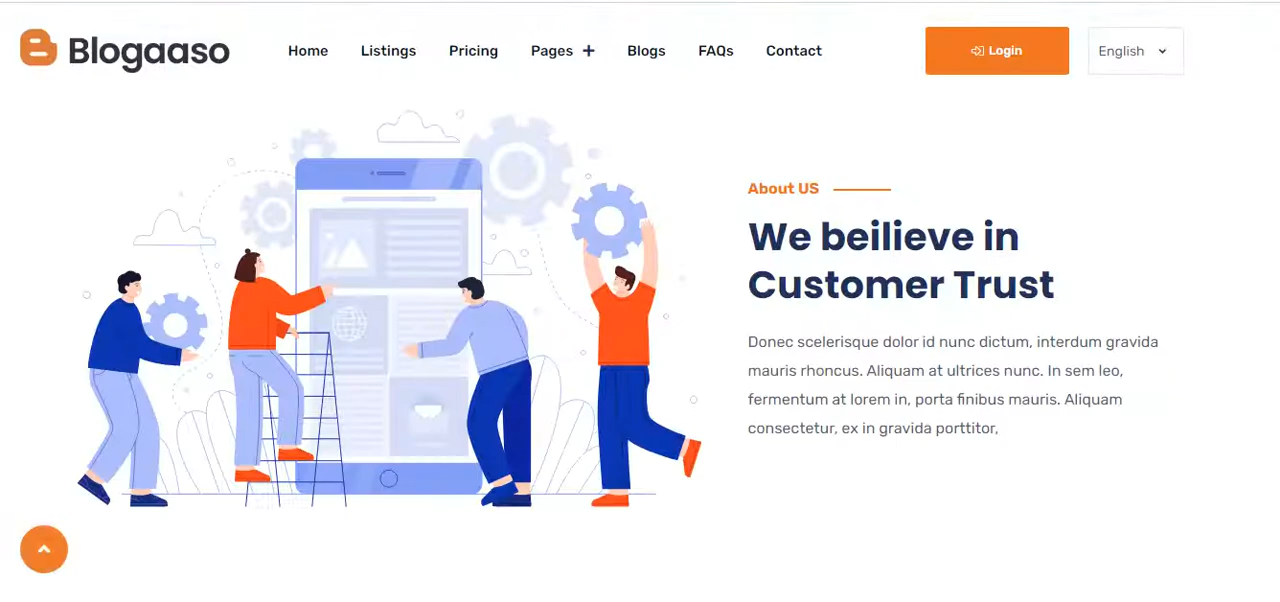 Blogaaso
Home Listings Pricing Pages + Blogs FAQs Contact
Login
English
About US
We beilieve in
Customer Trust
Donec scelerisque dolor id nunc dictum, interdum gravida
mauris rhoncus. Aliquam at ultrices nunc. In sem leo,
fermentum at lorem in, porta finibus mauris. Aliquam
consectetur, ex in gravida porttitor,